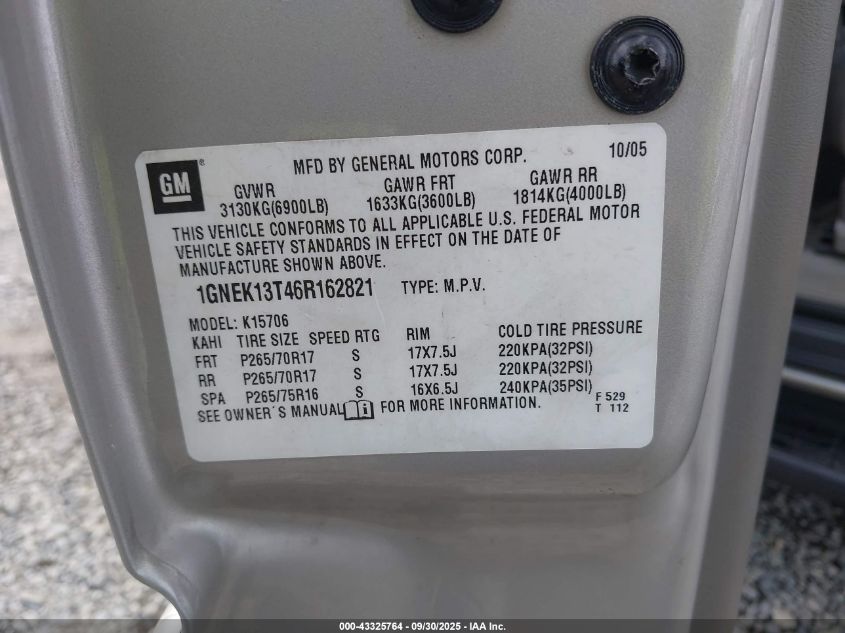 GM ®
MFD BY GENERAL MOTORS CORP. 10/05
GVWR GAWR FRT GAWR RR
3130KG(6900LB) 1633KG(3600LB) 1814KG(4000LB)
THIS VEHICLE CONFORMS TO ALL APPLICABLE U.S. FEDERAL MOTOR
VEHICLE SAFETY STANDARDS IN EFFECT ON THE DATE OF
MANUFACTURE SHOWN ABOVE.
1GNEK13T46R162821 TYPE: M.P.V.
MODEL: K15706
KAHI TIRE SIZE SPEED RTG RIM COLD TIRE PRESSURE
FRT P265/70R17 S 17X7.5J 220KPA(32PSI)
RR P265/70R17 S 17X7.5J 220KPA(32PSI)
SPA P265/75R16 S 16X6.5J 240KPA(35PSI)
SEE OWNER'S MANUAL i FOR MORE INFORMATION.
F 529
T 112
000-43325764 - 09/30/2025 - IAA Inc.